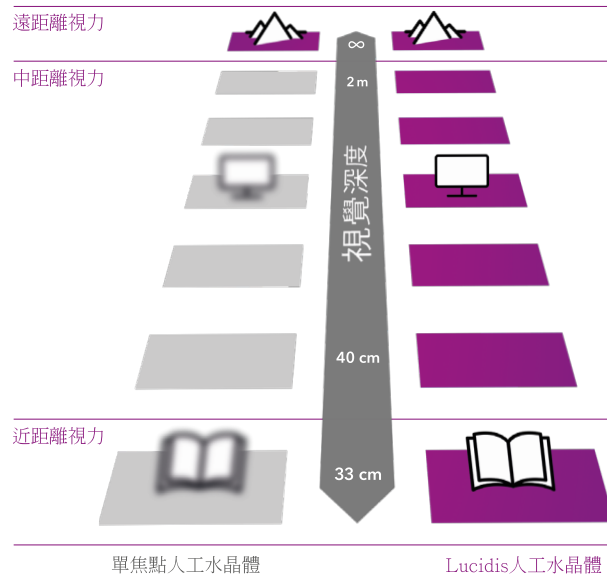 遠距離視力
∞
中距離視力
2 m
視覺深度
40 cm
近距離視力
33 cm
單焦點人工水晶體
Lucidis人工水晶體